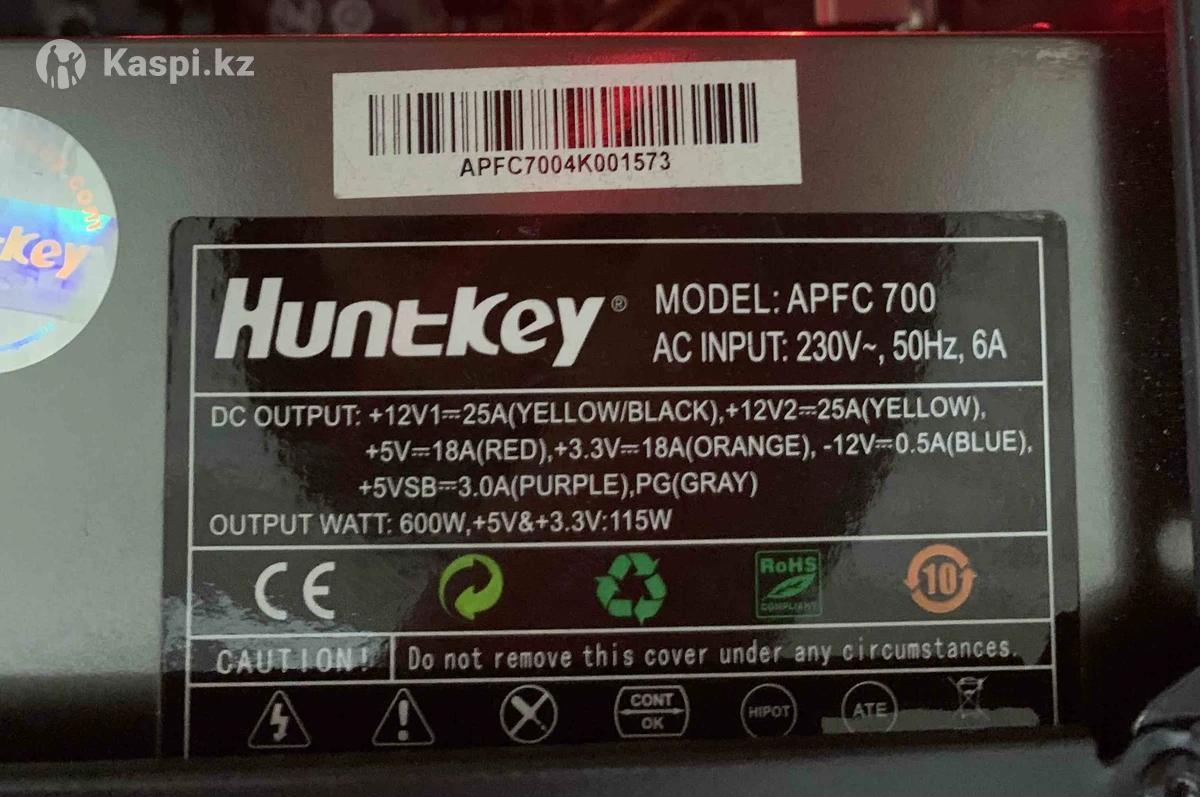 Kaspi.kz
APFC7004K001573
.com
tkey
Huntkey®
MODEL: APFC 700
AC INPUT: 230V~, 50Hz, 6A
DC OUTPUT: +12V1⎓25A(YELLOW/BLACK),+12V2⎓25A(YELLOW),
+5V⎓18A(RED),+3.3V⎓18A(ORANGE), -12V⎓0.5A(BLUE),
+5VSB⎓3.0A(PURPLE),PG(GRAY)
OUTPUT WATT: 600W,+5V&+3.3V:115W
CE
RoHS
COMPLIANT
10
CAUTION! Do not remove this cover under any circumstances.
CONT
OK
HIPOT
ATE